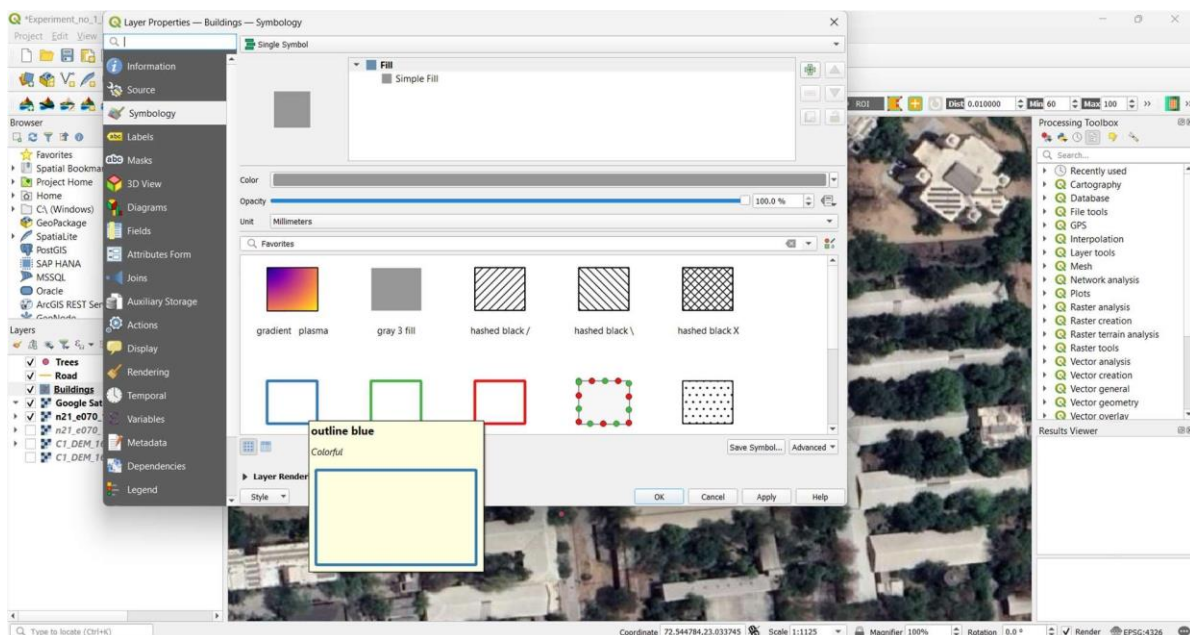 *Experiment_no_1_
Layer Properties — Buildings — Symbology
Project Edit View
Single Symbol
Information
Source
Symbology
Labels
Masks
3D View
Diagrams
Fields
Attributes Form
Joins
Auxiliary Storage
Actions
Display
Rendering
Temporal
Variables
Metadata
Dependencies
Legend
Fill
Simple Fill
Color
Opacity
100.0 %
Unit Millimeters
Favorites
gradient plasma
gray 3 fill
hashed black /
hashed black \
hashed black X
outline blue
Colorful
Save Symbol... Advanced
Layer Render
Style
OK Cancel Apply Help
ROI
Dist 0.010000 Min 60 Max 100
Browser
Favorites
Spatial Bookma
Project Home
Home
C:\ (Windows)
GeoPackage
SpatiaLite
PostGIS
SAP HANA
MSSQL
Oracle
ArcGIS REST Ser
GeoNode
Layers
Trees
Road
Buildings
Google Sat
n21_e070_
n21_e070_
C1_DEM_16
C1_DEM_16
Processing Toolbox
Search...
Recently used
Cartography
Database
File tools
GPS
Interpolation
Layer tools
Mesh
Network analysis
Plots
Raster analysis
Raster creation
Raster terrain analysis
Raster tools
Vector analysis
Vector creation
Vector general
Vector geometry
Vector overlay
Results Viewer
Type to locate (Ctrl+K)
Coordinate 72.544784,23.033745 Scale 1:1125 Magnifier 100% Rotation 0.0 ° Render EPSG:4326